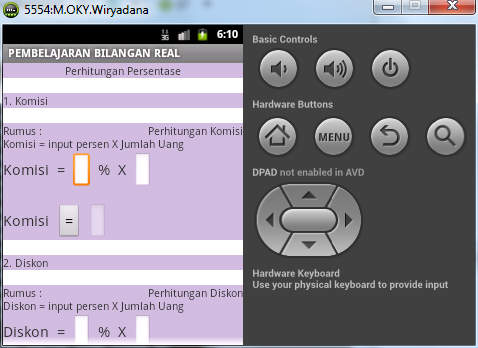 5554:M.OKY.Wiryadana
6:10
PEMBELAJARAN BILANGAN REAL
Perhitungan Persentase
1. Komisi
Rumus : Perhitungan Komisi
Komisi = input persen X Jumlah Uang
Komisi = % X
Komisi =
2. Diskon
Rumus : Perhitungan Diskon
Diskon = input persen X Jumlah Uang
Diskon = % X
Basic Controls
Hardware Buttons
MENU
DPAD not enabled in AVD
Hardware Keyboard
Use your physical keyboard to provide input